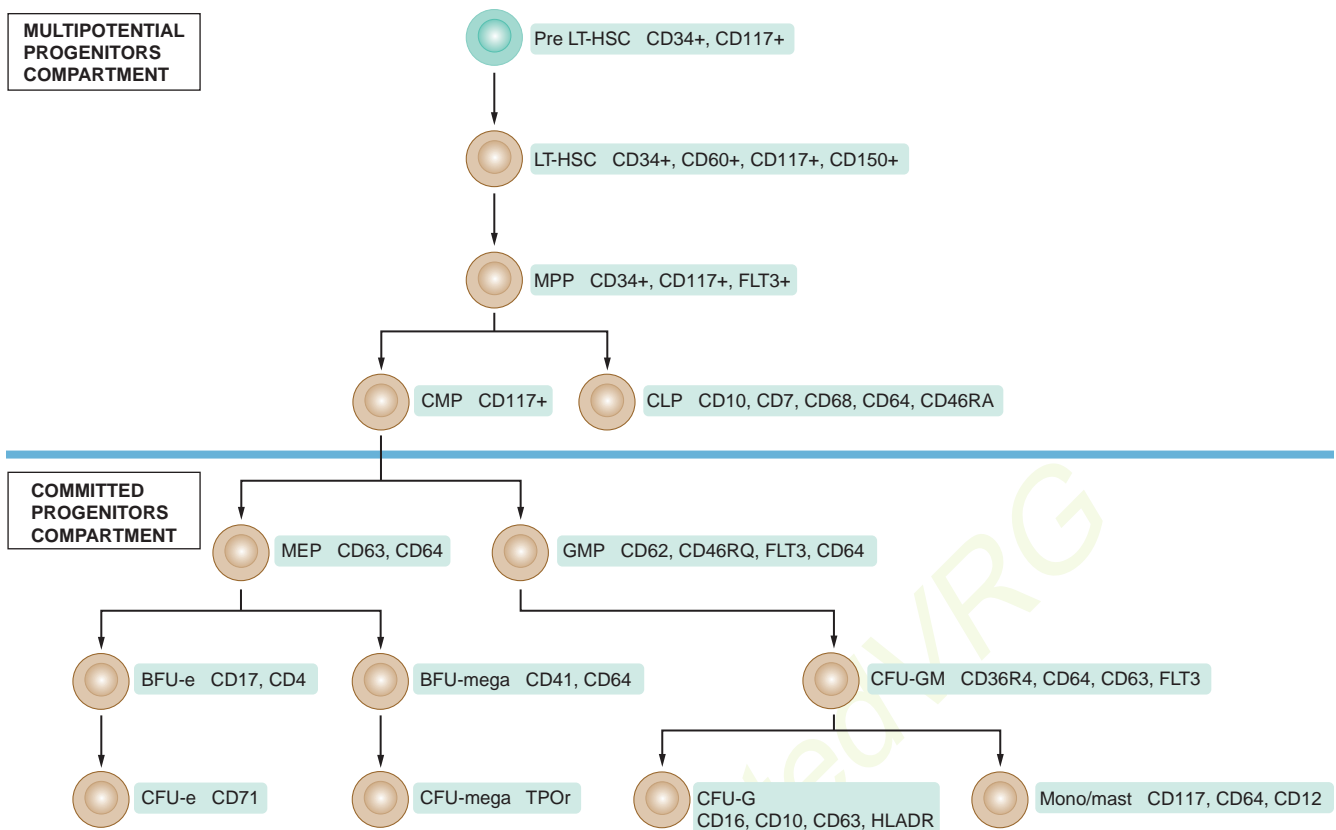 MULTIPOTENTIAL
PROGENITORS
COMPARTMENT
Pre LT-HSC CD34+, CD117+
LT-HSC CD34+, CD60+, CD117+, CD150+
MPP CD34+, CD117+, FLT3+
CMP CD117+
CLP CD10, CD7, CD68, CD64, CD46RA
COMMITTED
PROGENITORS
COMPARTMENT
MEP CD63, CD64
GMP CD62, CD46RQ, FLT3, CD64
BFU-e CD17, CD4
BFU-mega CD41, CD64
CFU-GM CD36R4, CD64, CD63, FLT3
CFU-e CD71
CFU-mega TPOr
CFU-G
CD16, CD10, CD63, HLADR
Mono/mast CD117, CD64, CD12